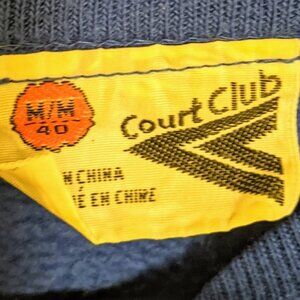 M/M
40
Court Club
N CHINA
É EN CHINE